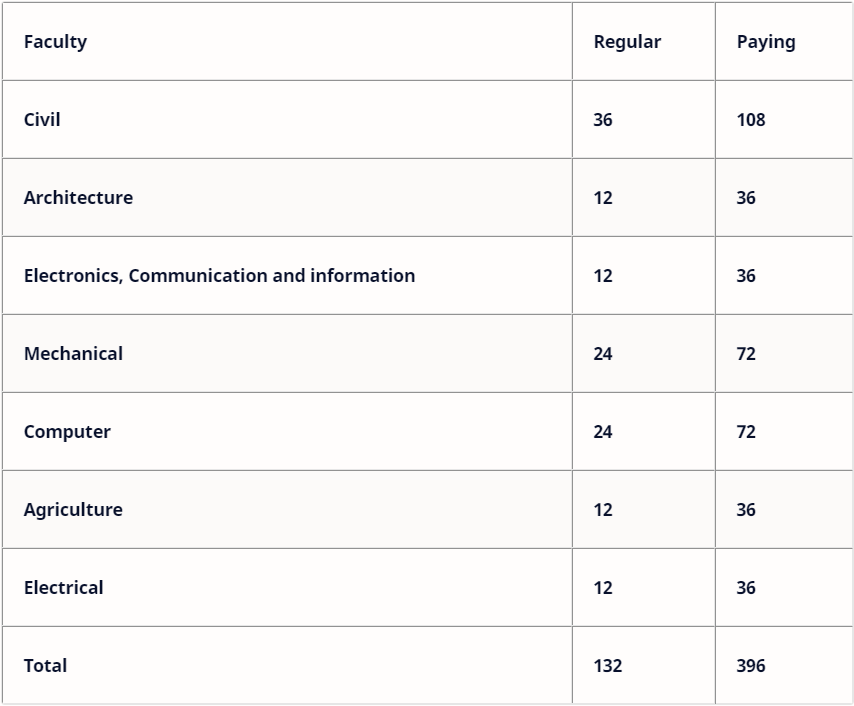 Faculty Regular Paying
Civil 36 108
Architecture 12 36
Electronics, Communication and information 12 36
Mechanical 24 72
Computer 24 72
Agriculture 12 36
Electrical 12 36
Total 132 396